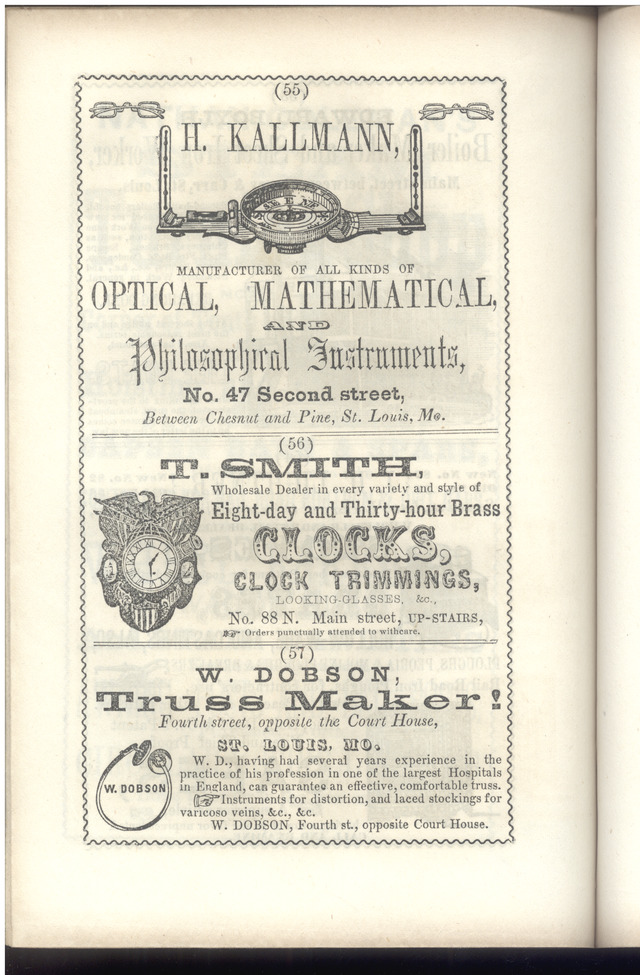 (55)
H. KALLMANN,
MANUFACTURER OF ALL KINDS OF
OPTICAL, MATHEMATICAL,
AND
Philosophical Instruments,
No. 47 Second street,
Between Chesnut and Pine, St. Louis, Mo.
(56)
T. SMITH,
Wholesale Dealer in every variety and style of
Eight-day and Thirty-hour Brass
CLOCKS,
CLOCK TRIMMINGS,
LOOKING-GLASSES, &c.,
No. 88 N. Main street, UP-STAIRS,
☞ Orders punctually attended to withcare.
(57)
W. DOBSON,
Truss Maker!
Fourth street, opposite the Court House,
ST. LOUIS, MO.
W. DOBSON
W. D., having had several years experience in the
practice of his profession in one of the largest Hospitals
in England, can guarantee an effective, comfortable truss.
☞ Instruments for distortion, and laced stockings for
varicoso veins, &c., &c.
W. DOBSON, Fourth st., opposite Court House.